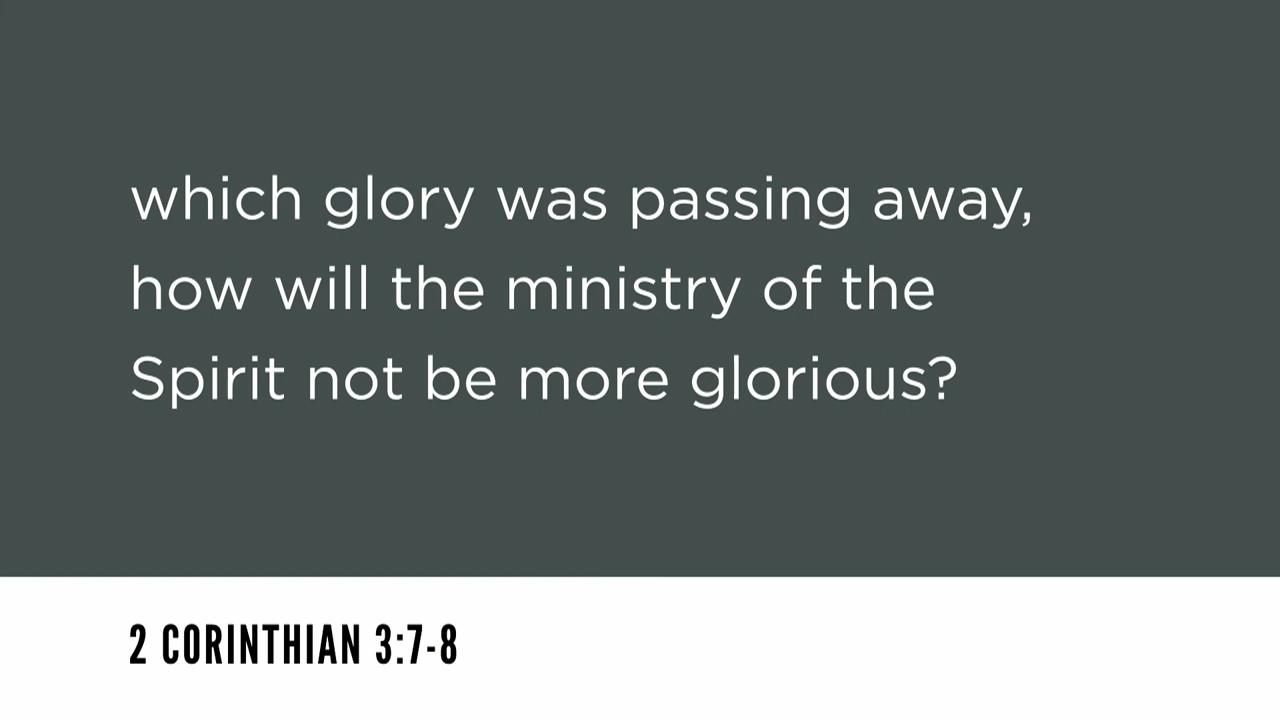 which glory was passing away,
how will the ministry of the
Spirit not be more glorious?
2 CORINTHIAN 3:7-8